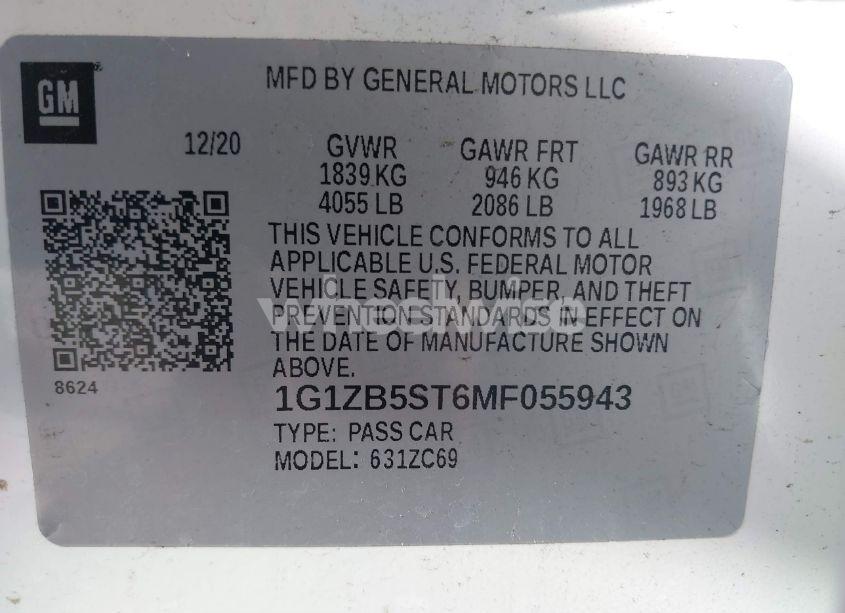 GM
MFD BY GENERAL MOTORS LLC
12/20 GVWR GAWR FRT GAWR RR
1839 KG 946 KG 893 KG
4055 LB 2086 LB 1968 LB
THIS VEHICLE CONFORMS TO ALL
APPLICABLE U.S. FEDERAL MOTOR
VEHICLE SAFETY, BUMPER, AND THEFT
PREVENTION STANDARDS IN EFFECT ON
THE DATE OF MANUFACTURE SHOWN
ABOVE.
8624
1G1ZB5ST6MF055943
TYPE: PASS CAR
MODEL: 631ZC69
wheelwise